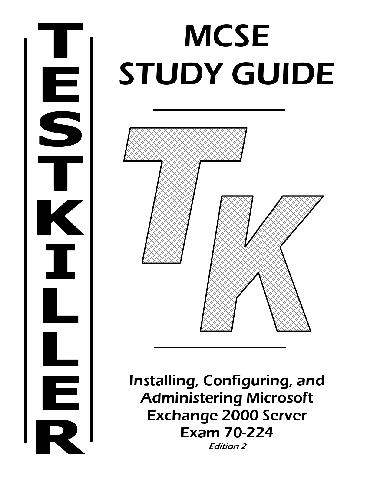 TESTKILLER
MCSE
STUDY GUIDE
TK
Installing, Configuring, and
Administering Microsoft
Exchange 2000 Server
Exam 70-224
Edition 2